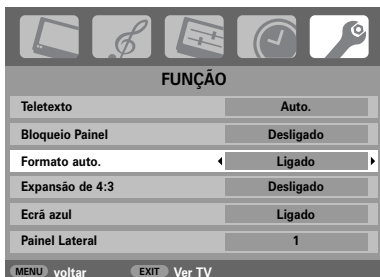 FUNÇÃO
Teletexto Auto.
Bloqueio Painel Desligado
Formato auto. Ligado
Expansão de 4:3 Desligado
Ecrã azul Ligado
Painel Lateral 1
MENU voltar EXIT Ver TV